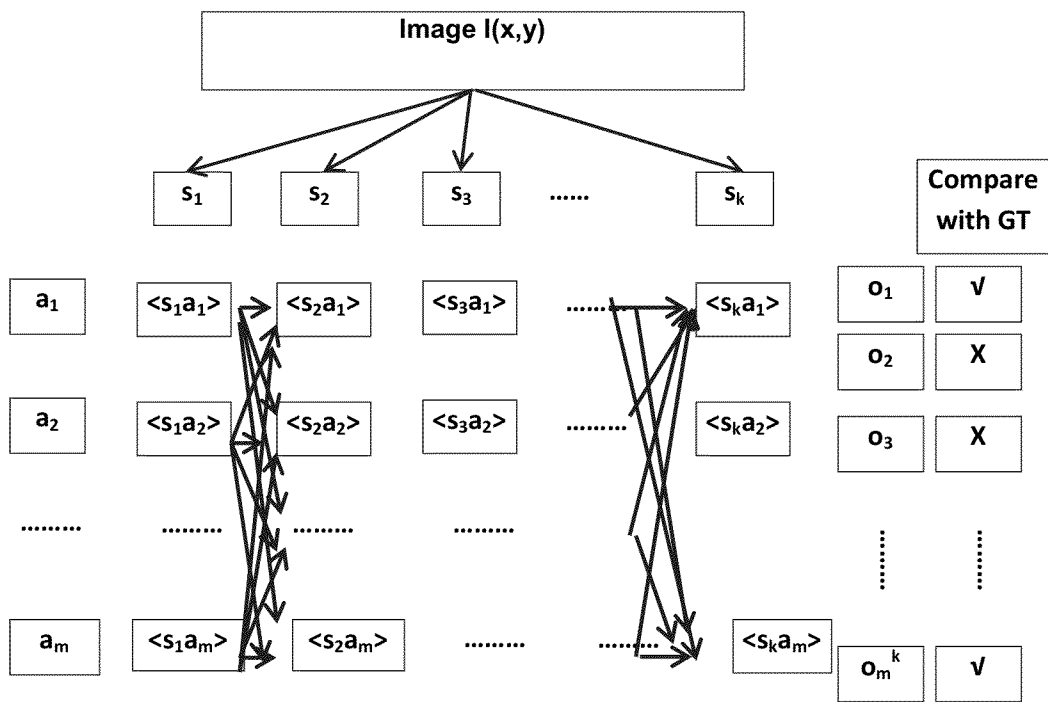 Image I(x,y)
s₁ s₂ s₃ ...... sₖ
Compare
with GT
a₁ <s₁a₁> <s₂a₁> <s₃a₁> ......... <sₖa₁> o₁ √
o₂ X
a₂ <s₁a₂> <s₂a₂> <s₃a₂> ......... <sₖa₂> o₃ X
......... ......... ......... ......... ......... .........
aₘ <s₁aₘ> <s₂aₘ> ......... ......... <sₖaₘ>
oₘᵏ √